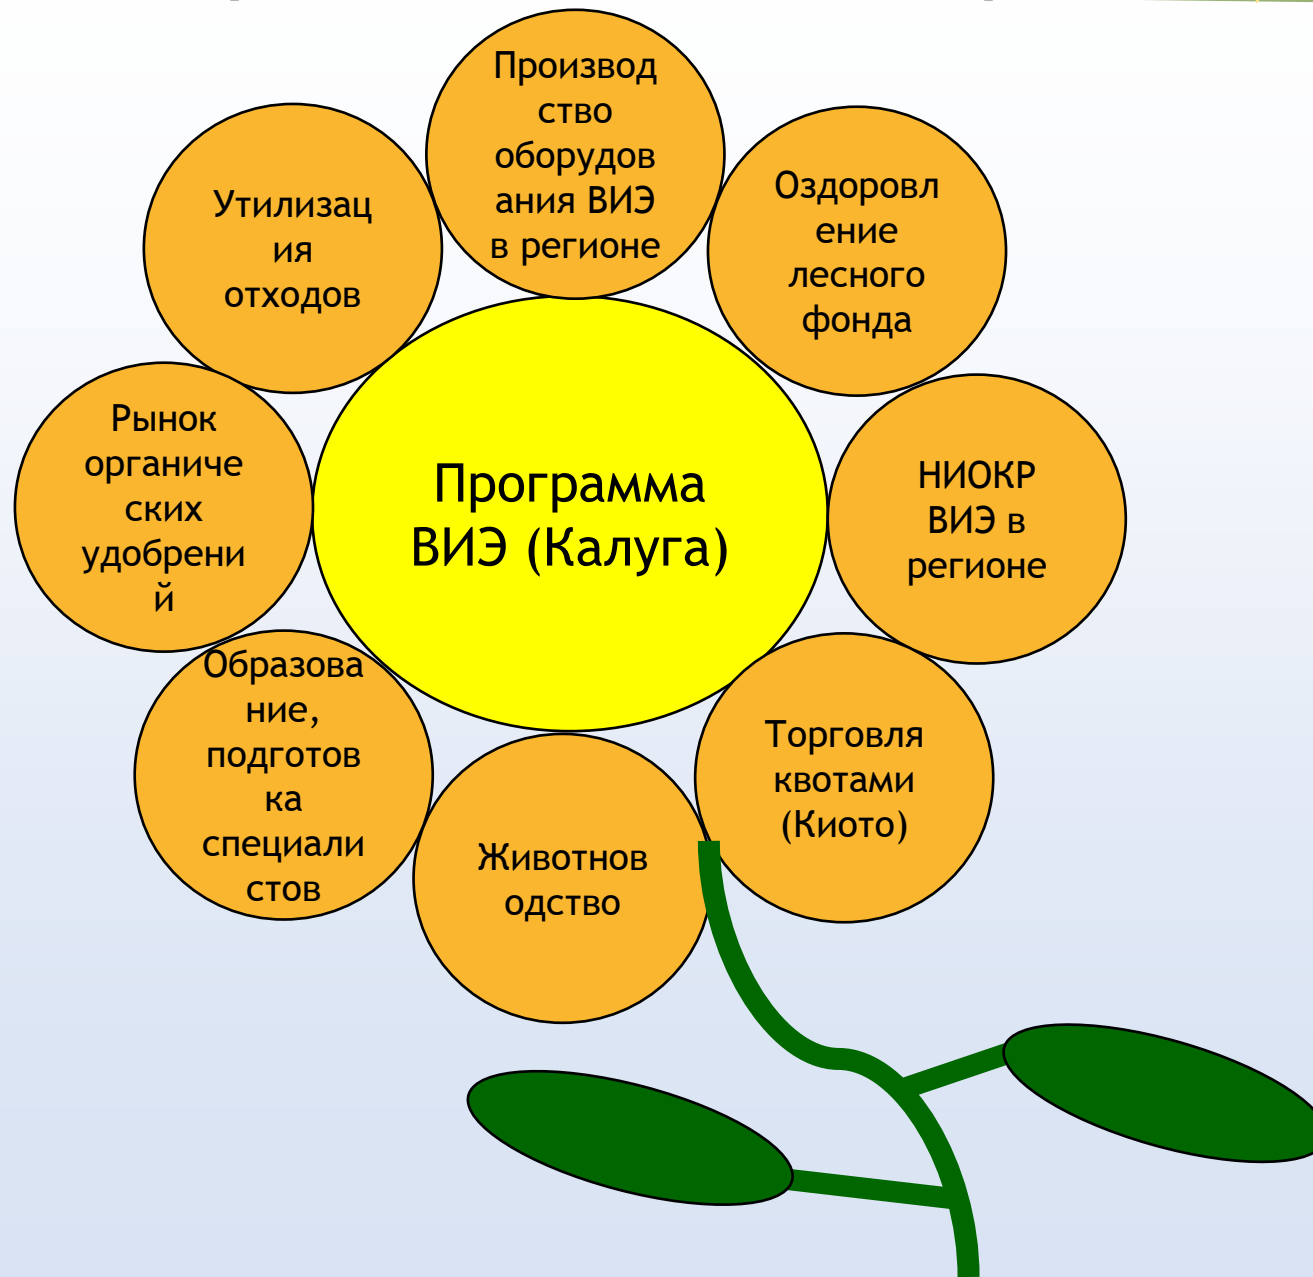 Производ
ство
оборудов
ания ВИЭ
в регионе
Утилизац
ия
отходов
Оздоровл
ение
лесного
фонда
Рынок
органиче
ских
удобрени
й
Программа
ВИЭ (Калуга)
НИОКР
ВИЭ в
регионе
Образова
ние,
подготов
ка
специали
стов
Животнов
одство
Торговля
квотами
(Киото)